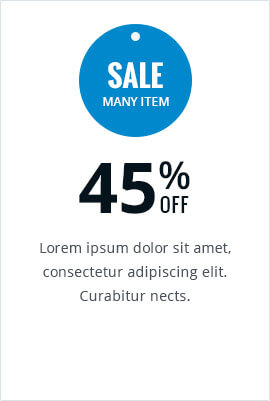 SALE
MANY ITEM
45%
OFF
Lorem ipsum dolor sit amet,
consectetur adipiscing elit.
Curabitur nects.